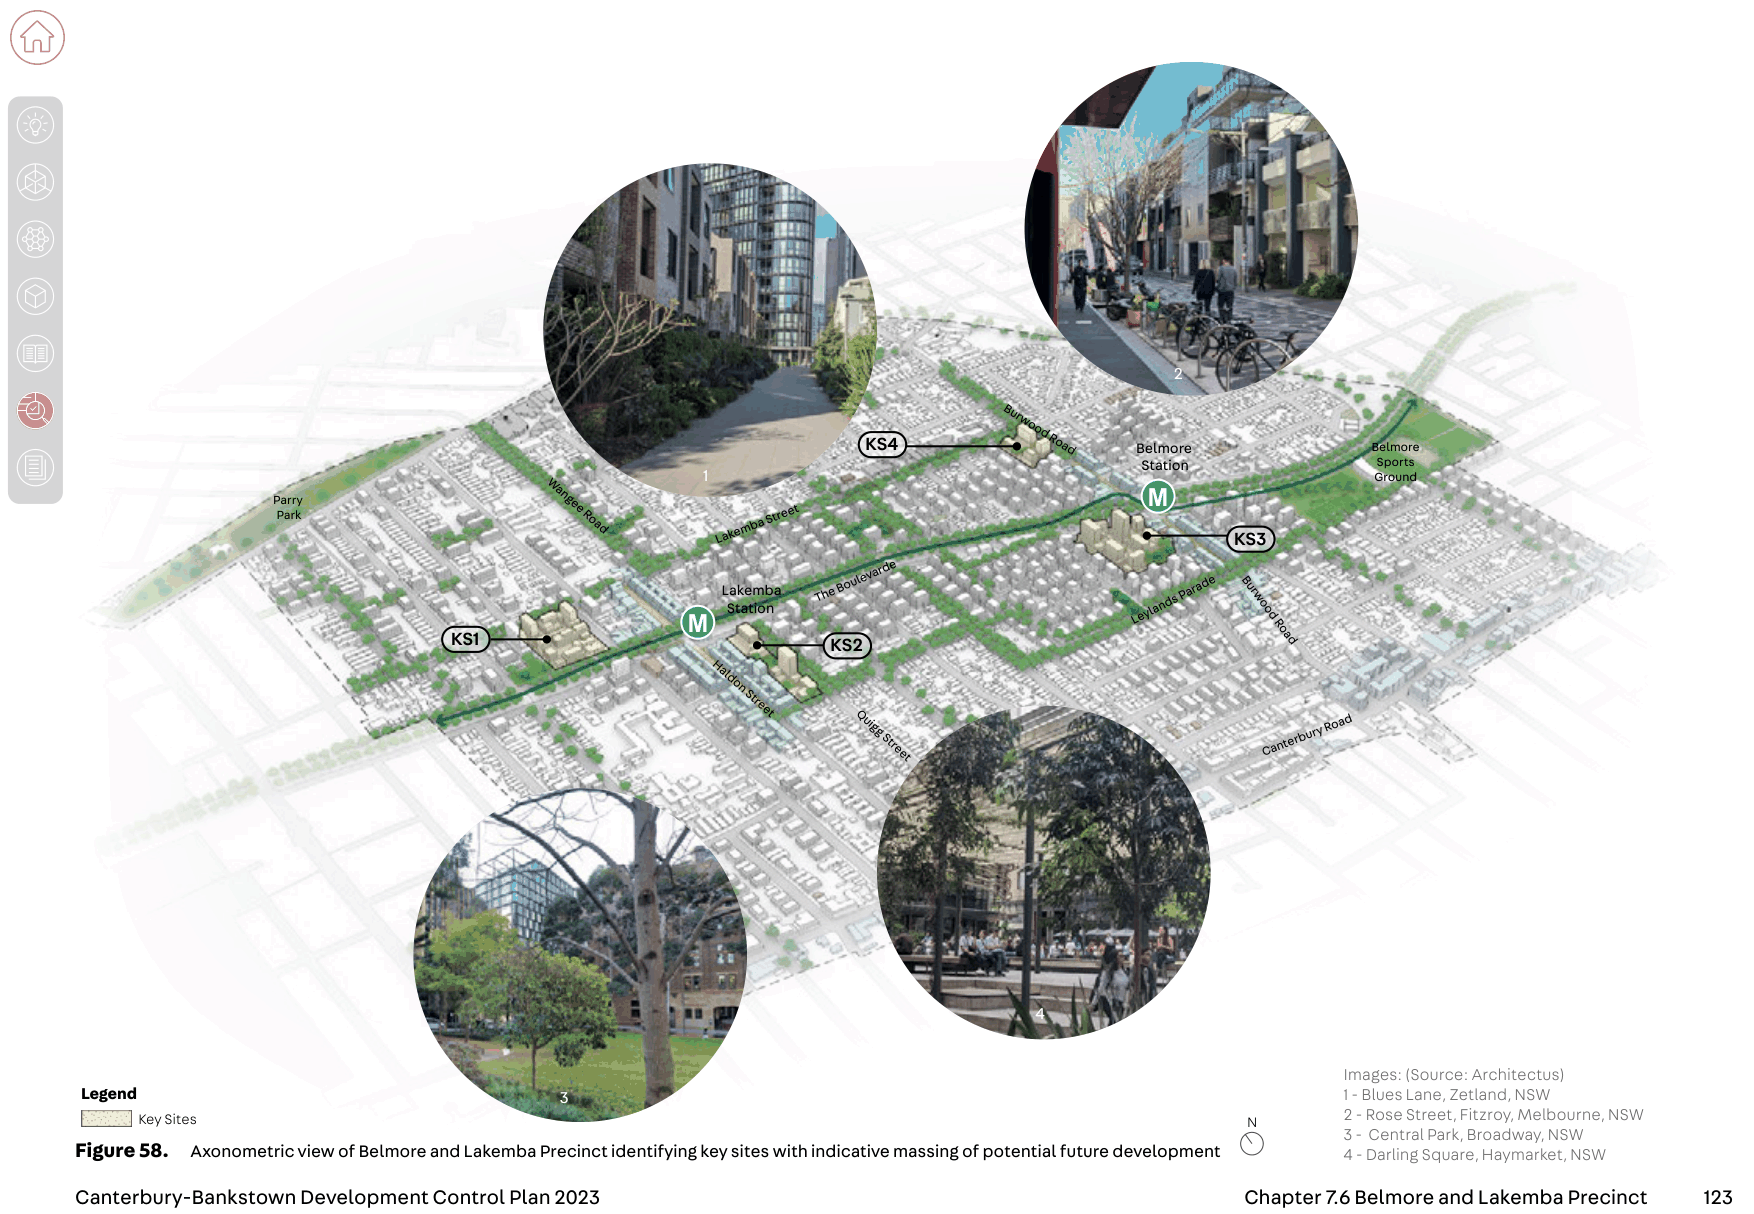 1
2
Burwood Road
KS4
Belmore
Station
M
Belmore
Sports
Ground
Parry
Park
Wangee Road
Lakemba Street
KS3
The Boulevarde
Leylands Parade
Burwood Road
Lakemba
Station
M
KS1
KS2
Haldon Street
Quigg Street
Canterbury Road
3
4
Legend
Key Sites
N
Images: (Source: Architectus)
1 - Blues Lane, Zetland, NSW
2 - Rose Street, Fitzroy, Melbourne, NSW
3 - Central Park, Broadway, NSW
4 - Darling Square, Haymarket, NSW
Figure 58. Axonometric view of Belmore and Lakemba Precinct identifying key sites with indicative massing of potential future development
Canterbury-Bankstown Development Control Plan 2023
Chapter 7.6 Belmore and Lakemba Precinct 123